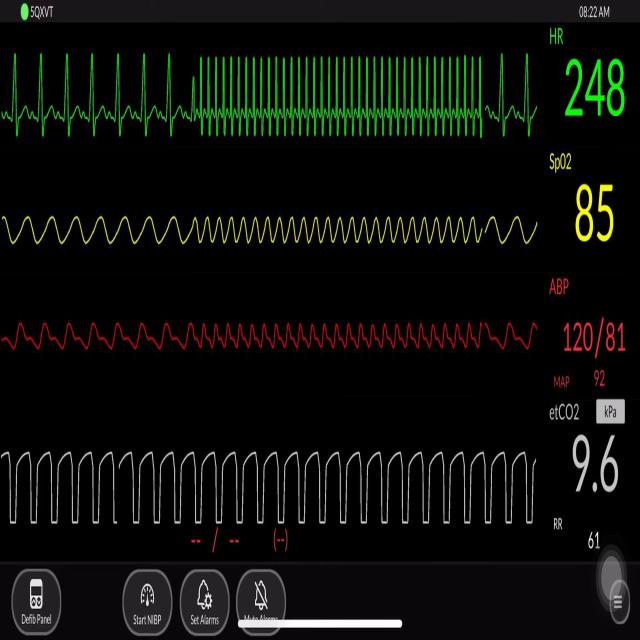 5QXVT
08:22 AM
HR
248
SpO2
85
ABP
120/81
MAP 92
etCO2 kPa
9.6
RR
61
-- / -- (--)
Defib Panel
Start NIBP
Set Alarms
Mute Alarms